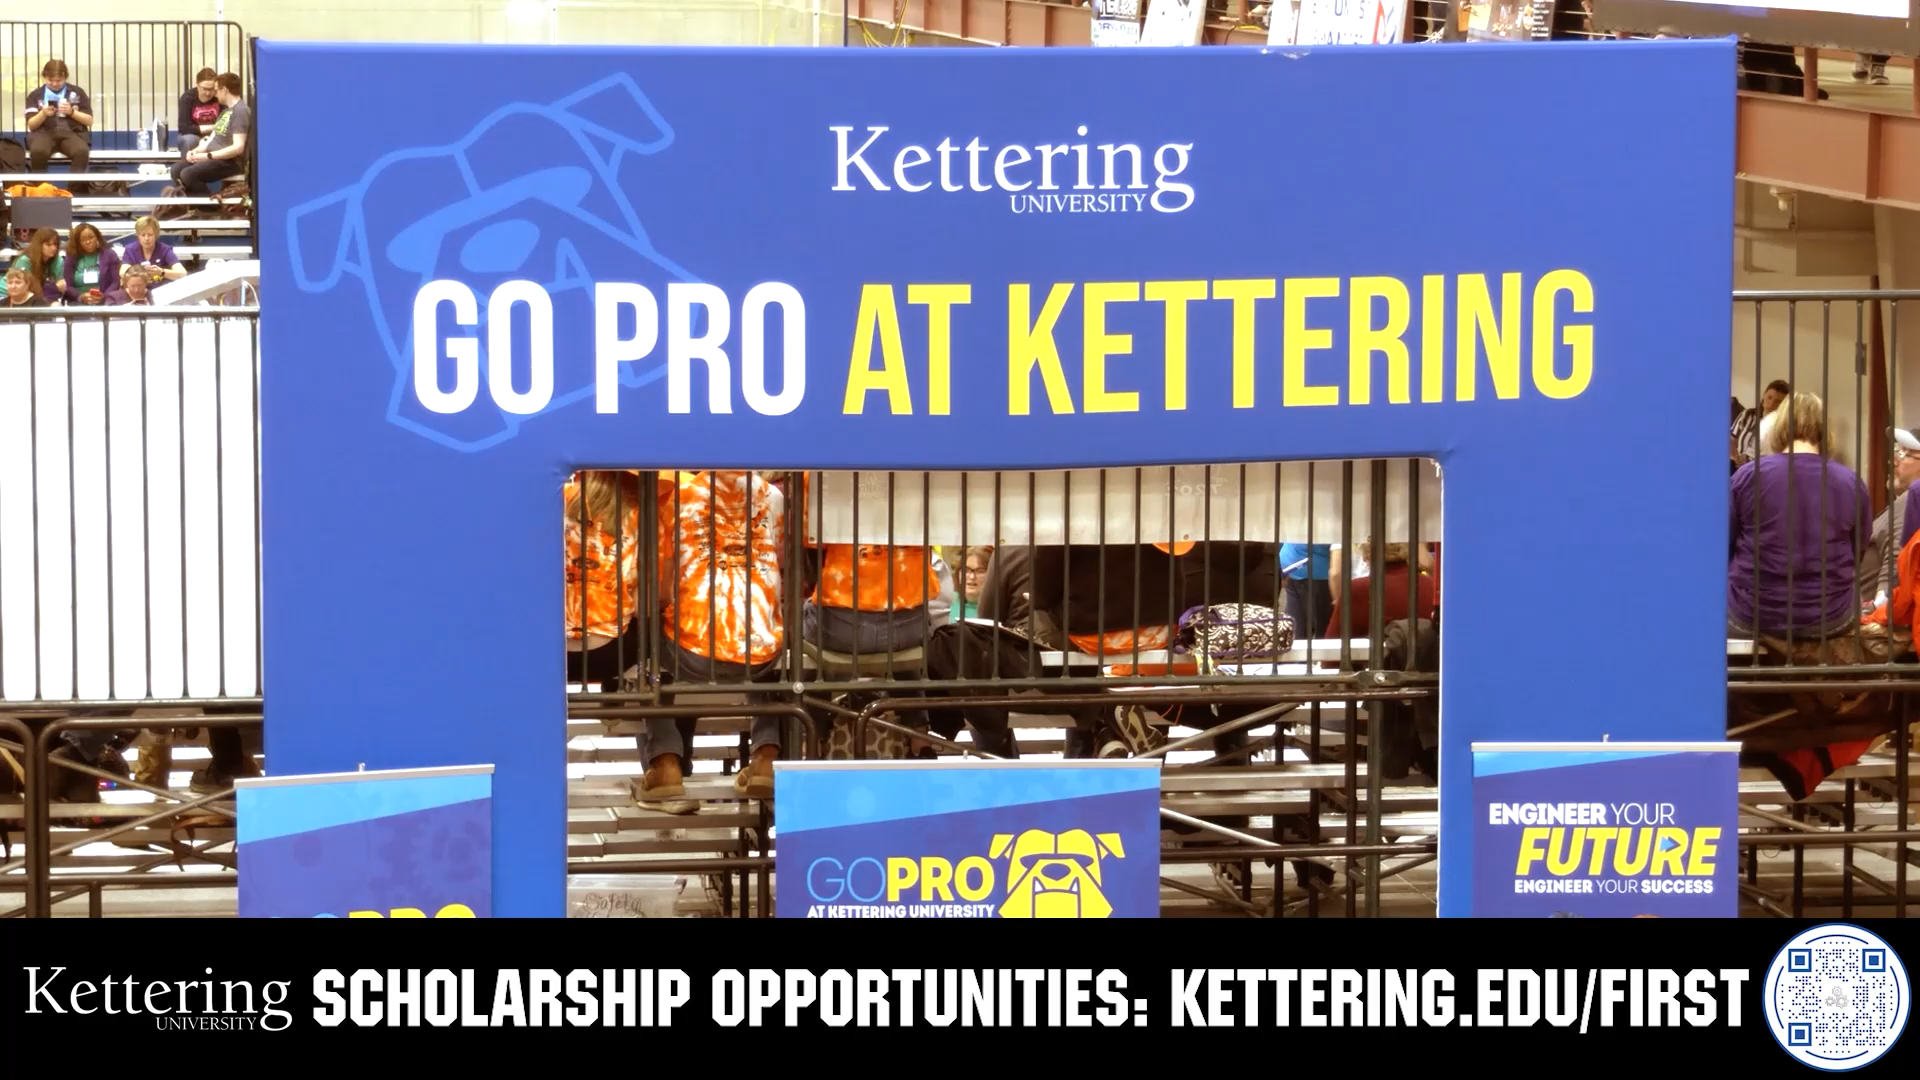 Kettering
UNIVERSITY
GO PRO AT KETTERING
GOPRO
AT KETTERING UNIVERSITY
ENGINEER YOUR
FUTURE
ENGINEER YOUR SUCCESS
Safety
Kettering
UNIVERSITY
SCHOLARSHIP OPPORTUNITIES: KETTERING.EDU/FIRST